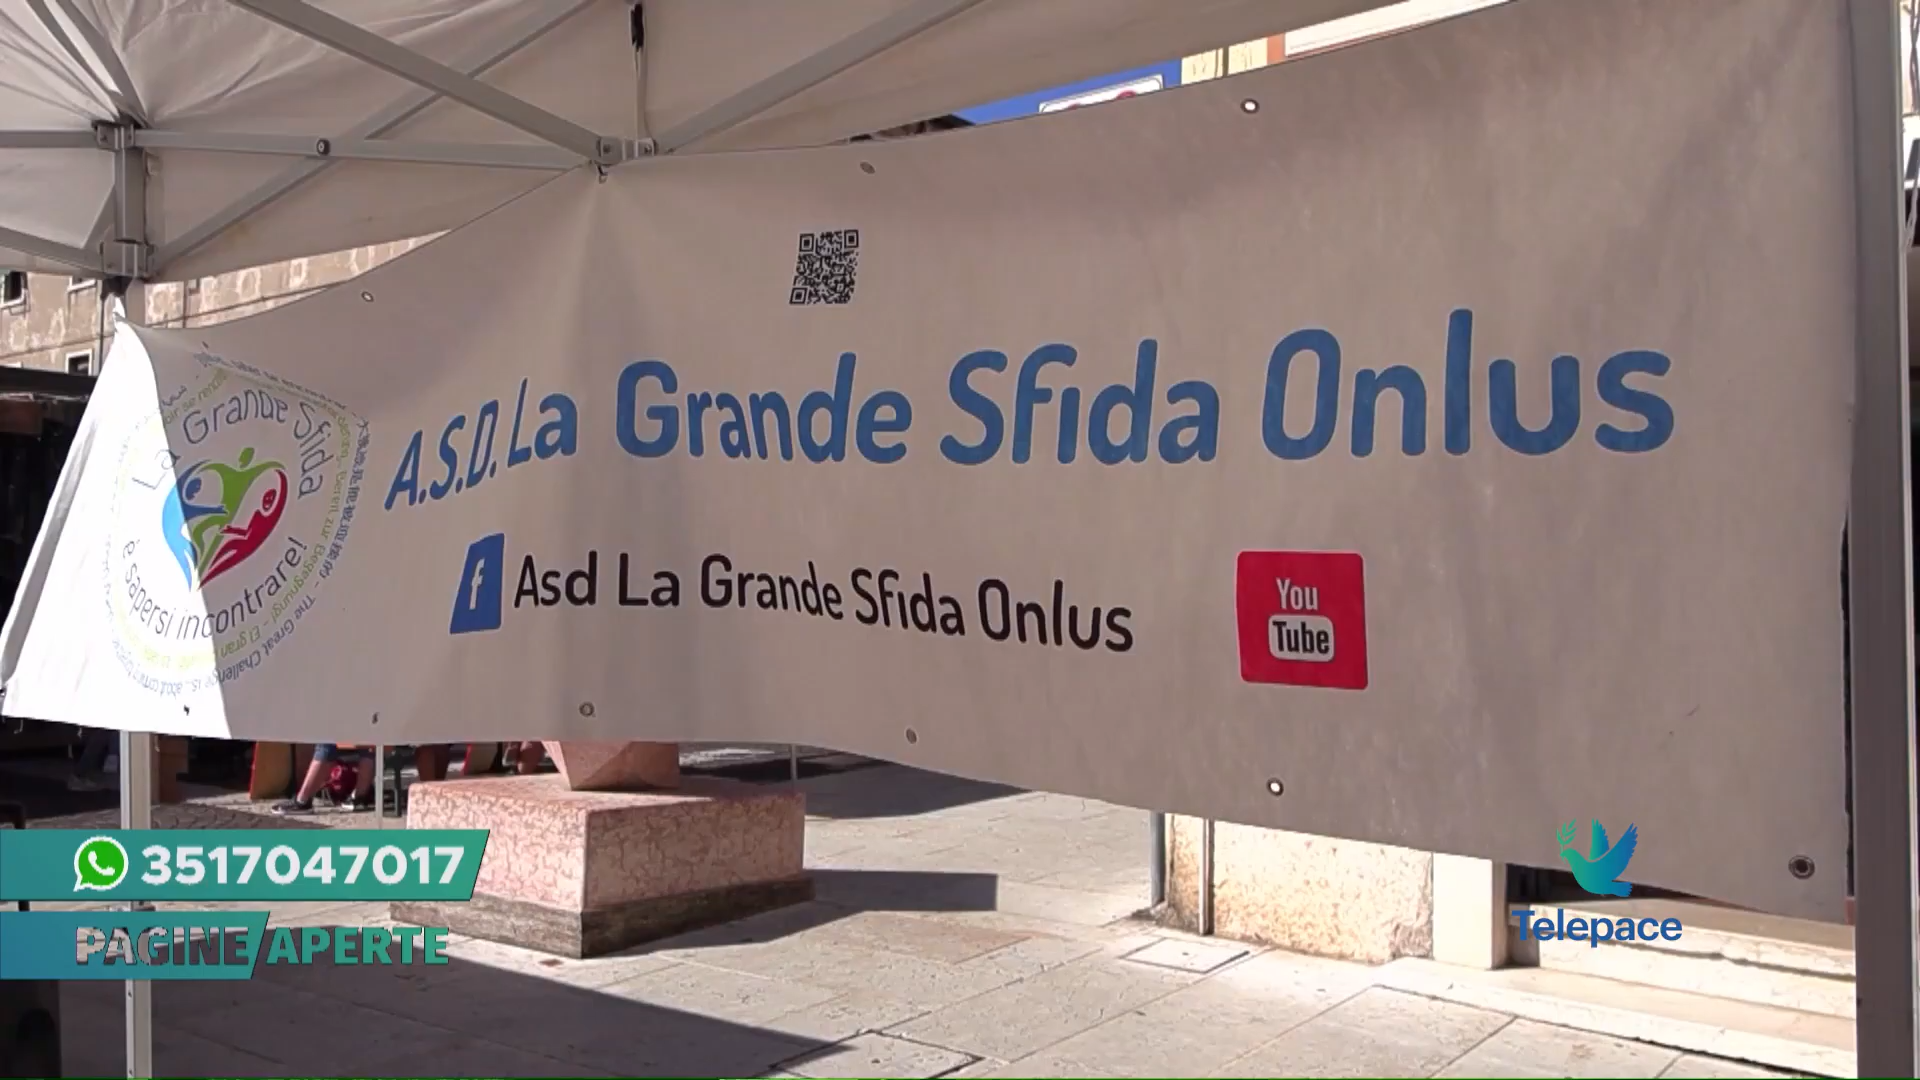 A.S.D. La Grande Sfida Onlus
La Grande Sfida
è sapersi incontrare!
f Asd La Grande Sfida Onlus
You
Tube
The Great Challenge is...
3517047017
PAGINE APERTE
Telepace